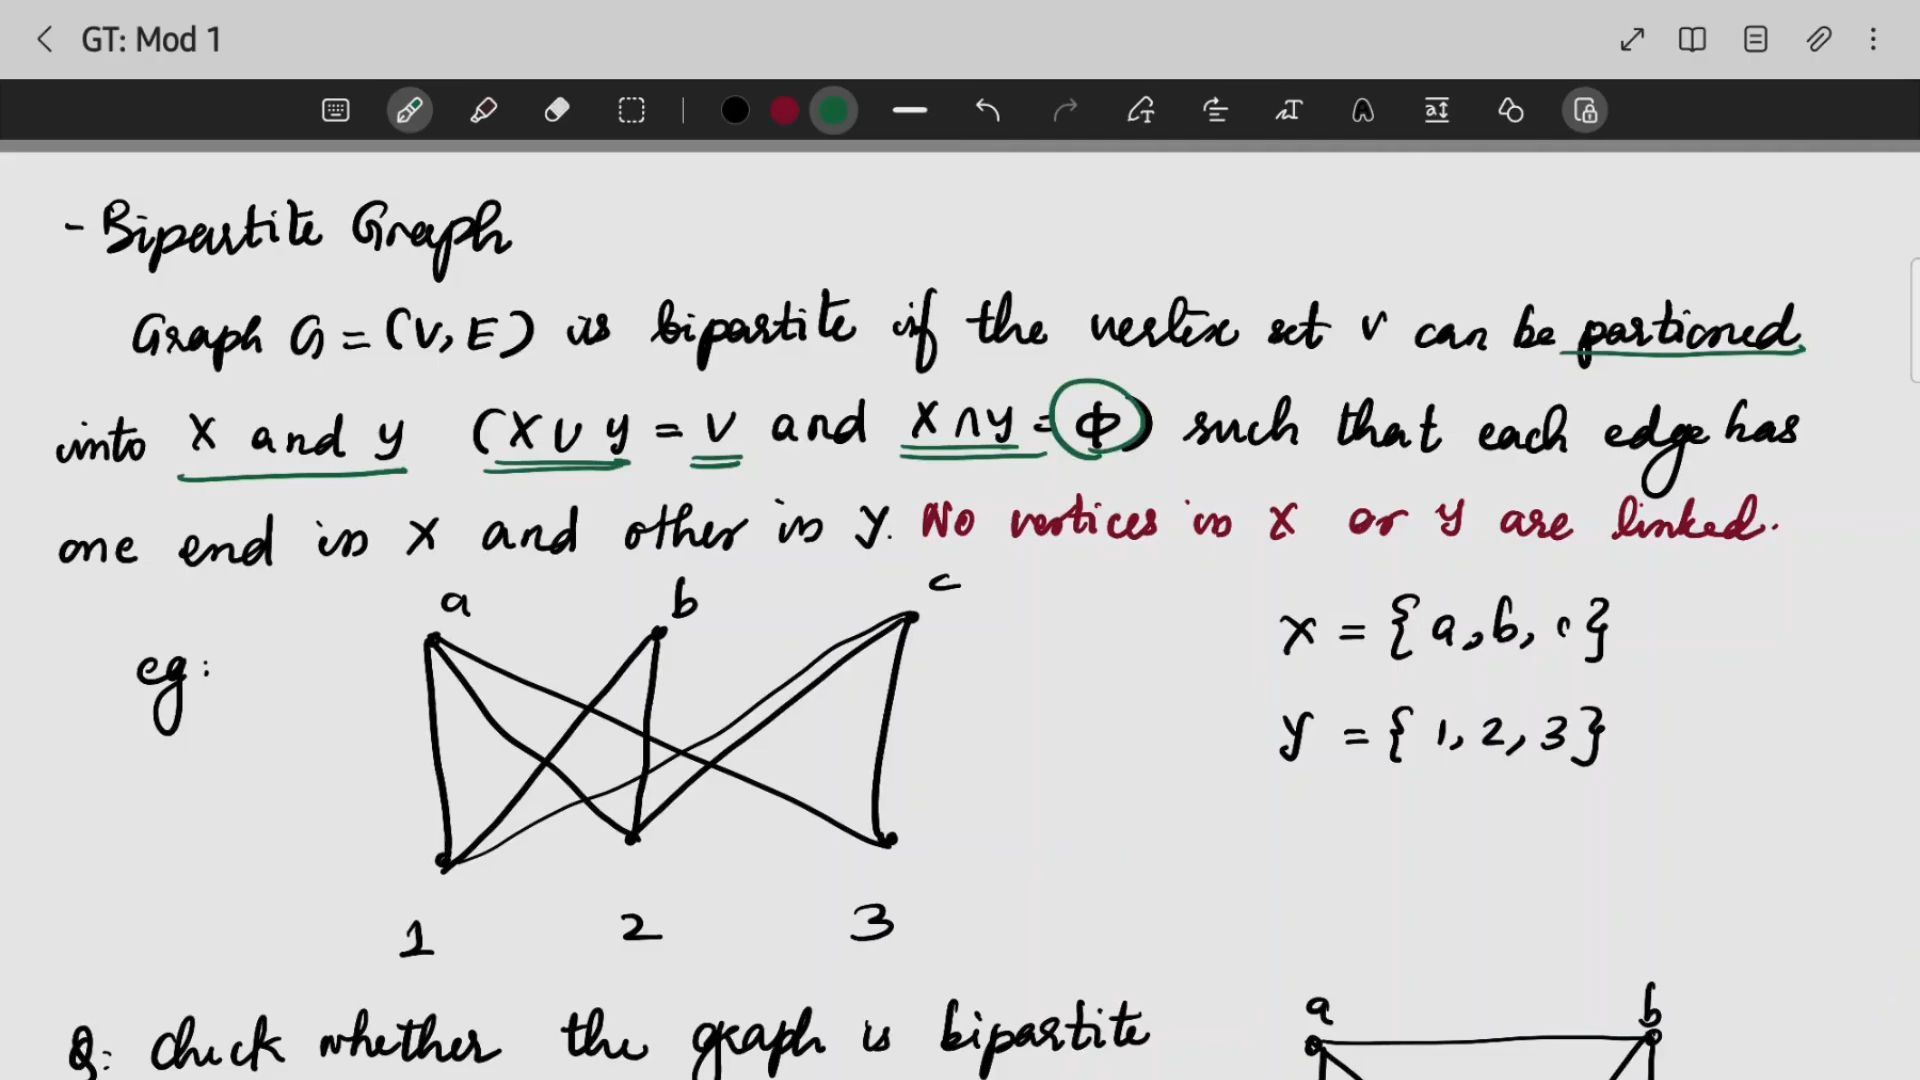 GT: Mod 1
- Bipartite Graph
Graph G = (V, E) is bipartite if the vertex set V can be partioned
into X and Y (X ∪ Y = V and X ∩ Y = ϕ) such that each edge has
one end in X and other in Y. No vertices in X or Y are linked.
a b c
eg:
X = { a, b, c }
Y = { 1, 2, 3 }
1 2 3
a b
Q: Check whether the graph is bipartite